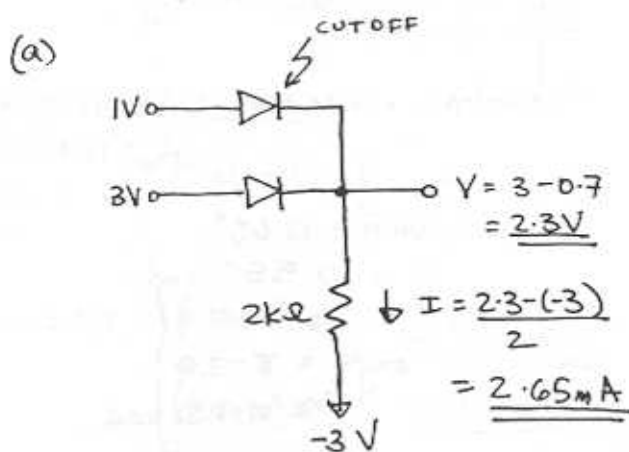 (a)
CUTOFF
1V
3V
V = 3 - 0.7
= 2.3V
2kΩ
I = 2.3-(-3)
2
= 2.65mA
-3 V